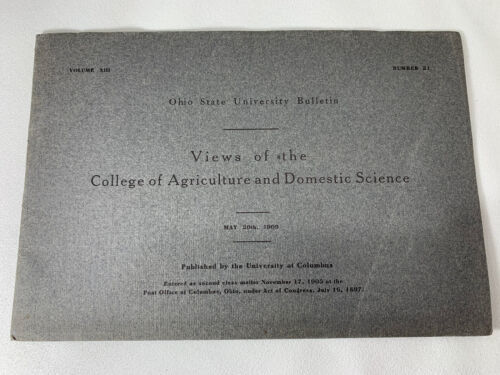 VOLUME XIII NUMBER 21
Ohio State University Bulletin
Views of the
College of Agriculture and Domestic Science
MAY 20th, 1909
Published by the University at Columbus
Entered as second class matter November 17, 1905 at the
Post Office at Columbus, Ohio, under Act of Congress, July 16, 1897.